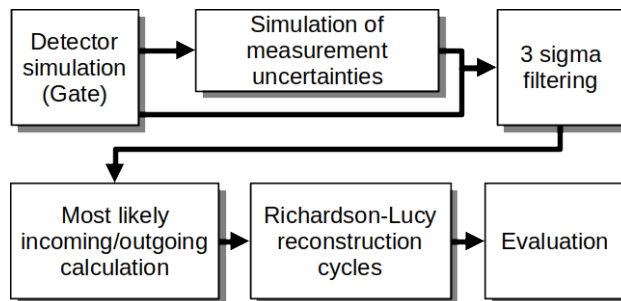 Detector
simulation
(Gate)
Simulation of
measurement
uncertainties
3 sigma
filtering
Most likely
incoming/outgoing
calculation
Richardson-Lucy
reconstruction
cycles
Evaluation